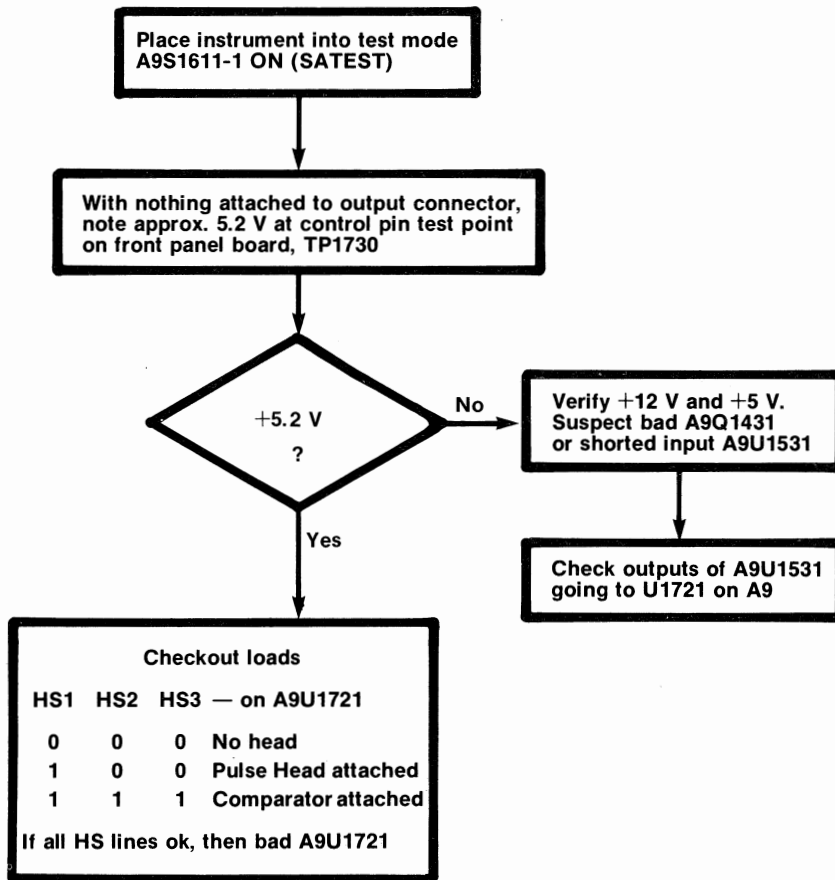 Place instrument into test mode
A9S1611-1 ON (SATEST)
With nothing attached to output connector,
note approx. 5.2 V at control pin test point
on front panel board, TP1730
+5.2 V
?
No
Verify +12 V and +5 V.
Suspect bad A9Q1431
or shorted input A9U1531
Check outputs of A9U1531
going to U1721 on A9
Yes
Checkout loads
HS1 HS2 HS3 — on A9U1721
0 0 0 No head
1 0 0 Pulse Head attached
1 1 1 Comparator attached
If all HS lines ok, then bad A9U1721